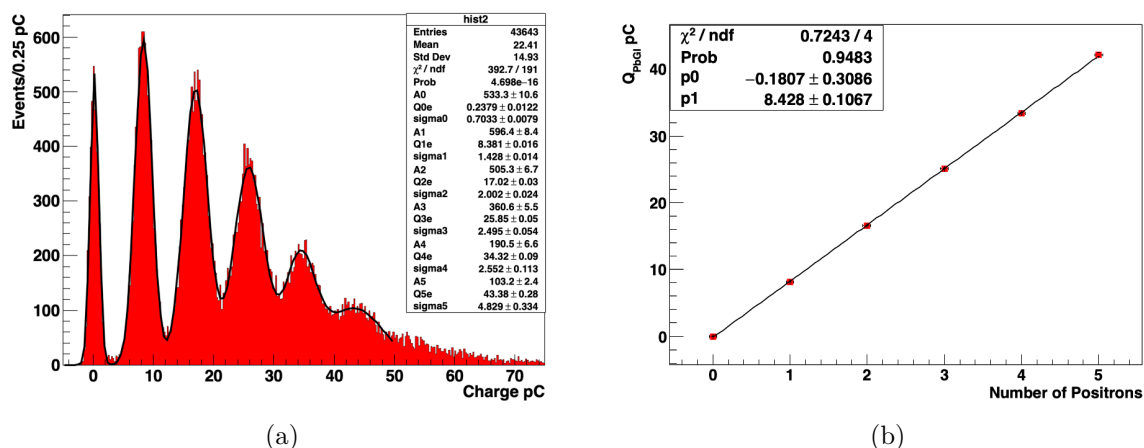 hist2
Entries 43643
Mean 22.41
Std Dev 14.93
χ² / ndf 392.7 / 191
Prob 4.698e−16
A0 533.3 ± 10.6
Q0e 0.2379 ± 0.0122
sigma0 0.7033 ± 0.0079
A1 596.4 ± 8.4
Q1e 8.381 ± 0.016
sigma1 1.428 ± 0.014
A2 505.3 ± 6.7
Q2e 17.02 ± 0.03
sigma2 2.002 ± 0.024
A3 360.6 ± 5.5
Q3e 25.85 ± 0.05
sigma3 2.495 ± 0.054
A4 190.5 ± 6.6
Q4e 34.32 ± 0.09
sigma4 2.552 ± 0.113
A5 103.2 ± 2.4
Q5e 43.38 ± 0.28
sigma5 4.829 ± 0.334
Events/0.25 pC
600
500
400
300
200
100
0
0 10 20 30 40 50 60 70
Charge pC
(a)
χ² / ndf 0.7243 / 4
Prob 0.9483
p0 −0.1807 ± 0.3086
p1 8.428 ± 0.1067
Q_PbGl pC
40
30
20
10
0
0 1 2 3 4 5
Number of Positrons
(b)